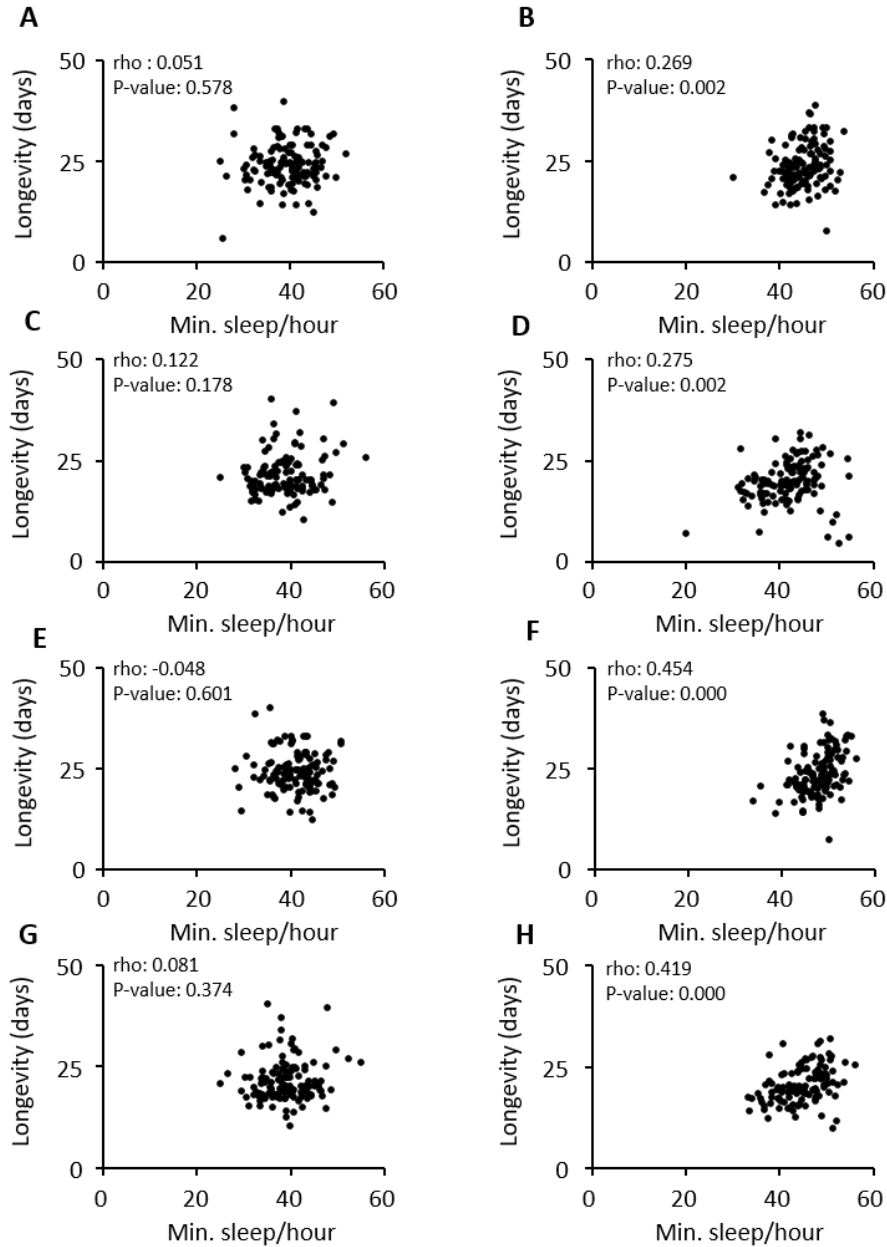 A
rho : 0.051
P-value: 0.578
50
25
0
Longevity (days)
0 20 40 60
Min. sleep/hour
B
rho: 0.269
P-value: 0.002
50
25
0
Longevity (days)
0 20 40 60
Min. sleep/hour
C
rho: 0.122
P-value: 0.178
50
25
0
Longevity (days)
0 20 40 60
Min. sleep/hour
D
rho: 0.275
P-value: 0.002
50
25
0
Longevity (days)
0 20 40 60
Min. sleep/hour
E
rho: -0.048
P-value: 0.601
50
25
0
Longevity (days)
0 20 40 60
Min. sleep/hour
F
rho: 0.454
P-value: 0.000
50
25
0
Longevity (days)
0 20 40 60
Min. sleep/hour
G
rho: 0.081
P-value: 0.374
50
25
0
Longevity (days)
0 20 40 60
Min. sleep/hour
H
rho: 0.419
P-value: 0.000
50
25
0
Longevity (days)
0 20 40 60
Min. sleep/hour